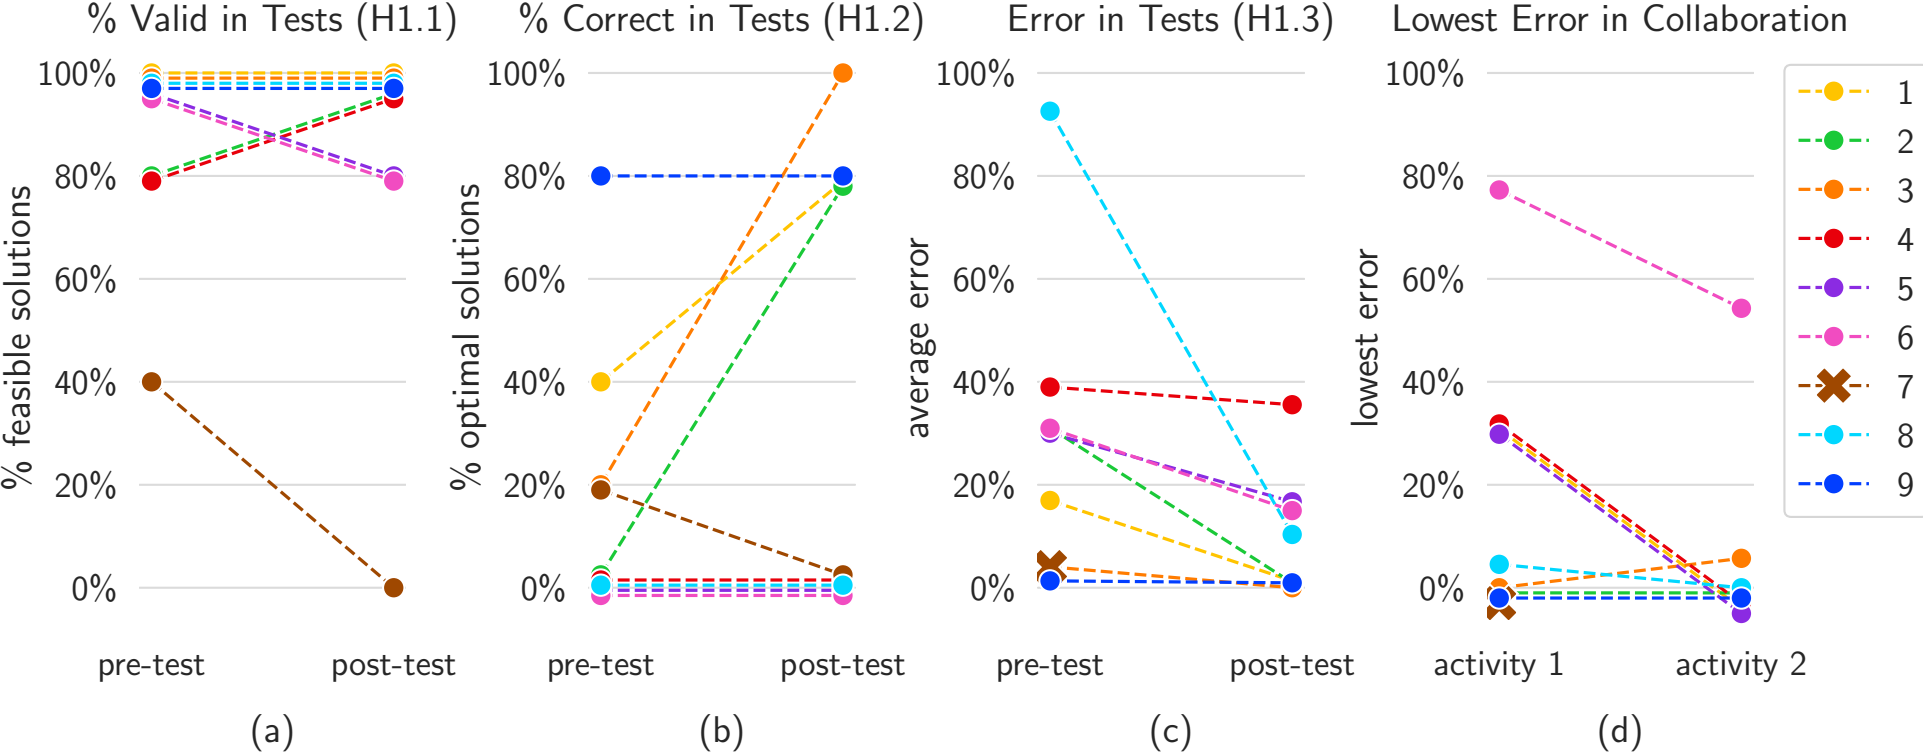 % Valid in Tests (H1.1)
% feasible solutions
100%
80%
60%
40%
20%
0%
pre-test
post-test
(a)
% Correct in Tests (H1.2)
% optimal solutions
100%
80%
60%
40%
20%
0%
pre-test
post-test
(b)
Error in Tests (H1.3)
average error
100%
80%
60%
40%
20%
0%
pre-test
post-test
(c)
Lowest Error in Collaboration
lowest error
100%
80%
60%
40%
20%
0%
activity 1
activity 2
(d)
1
2
3
4
5
6
7
8
9